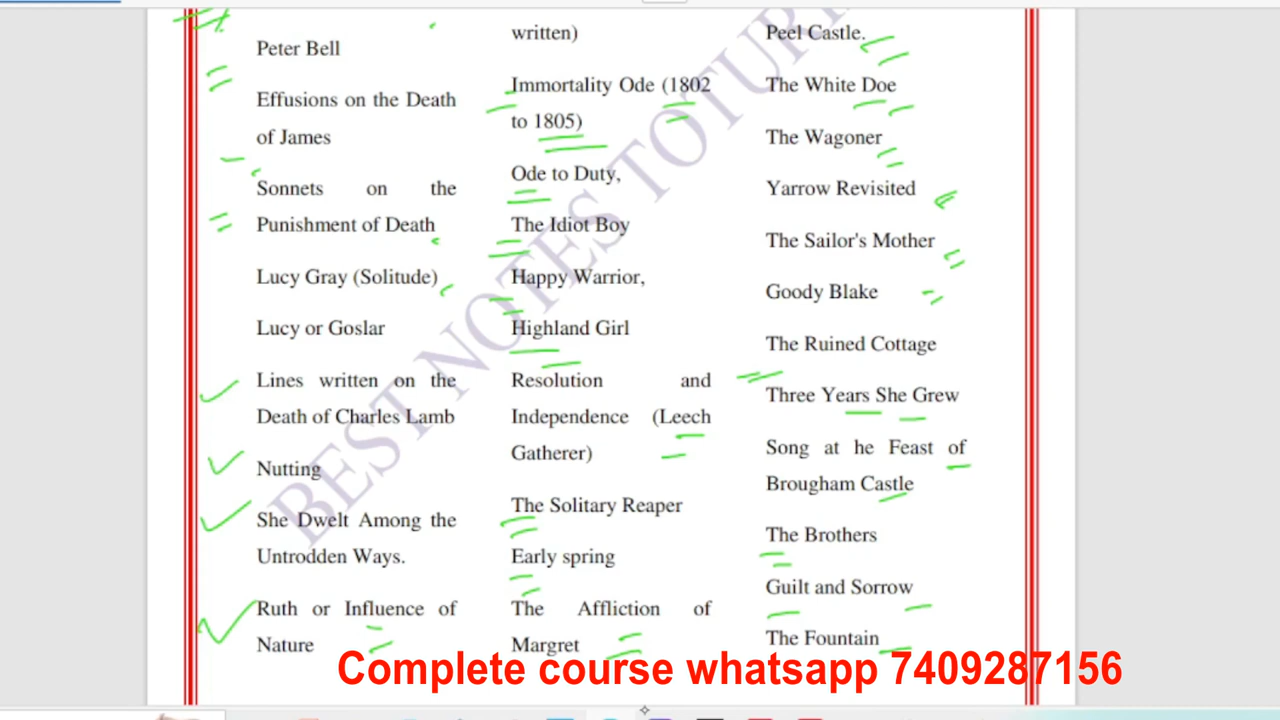 Peter Bell
Effusions on the Death
of James
Sonnets on the
Punishment of Death
Lucy Gray (Solitude)
Lucy or Goslar
Lines written on the
Death of Charles Lamb
Nutting
She Dwelt Among the
Untrodden Ways.
Ruth or Influence of
Nature
written)
Immortality Ode (1802
to 1805)
Ode to Duty,
The Idiot Boy
Happy Warrior,
Highland Girl
Resolution and
Independence (Leech
Gatherer)
The Solitary Reaper
Early spring
The Affliction of
Margret
Peel Castle.
The White Doe
The Wagoner
Yarrow Revisited
The Sailor's Mother
Goody Blake
The Ruined Cottage
Three Years She Grew
Song at he Feast of
Brougham Castle
The Brothers
Guilt and Sorrow
The Fountain
BEST NOTES TOTURI
Complete course whatsapp 7409287156